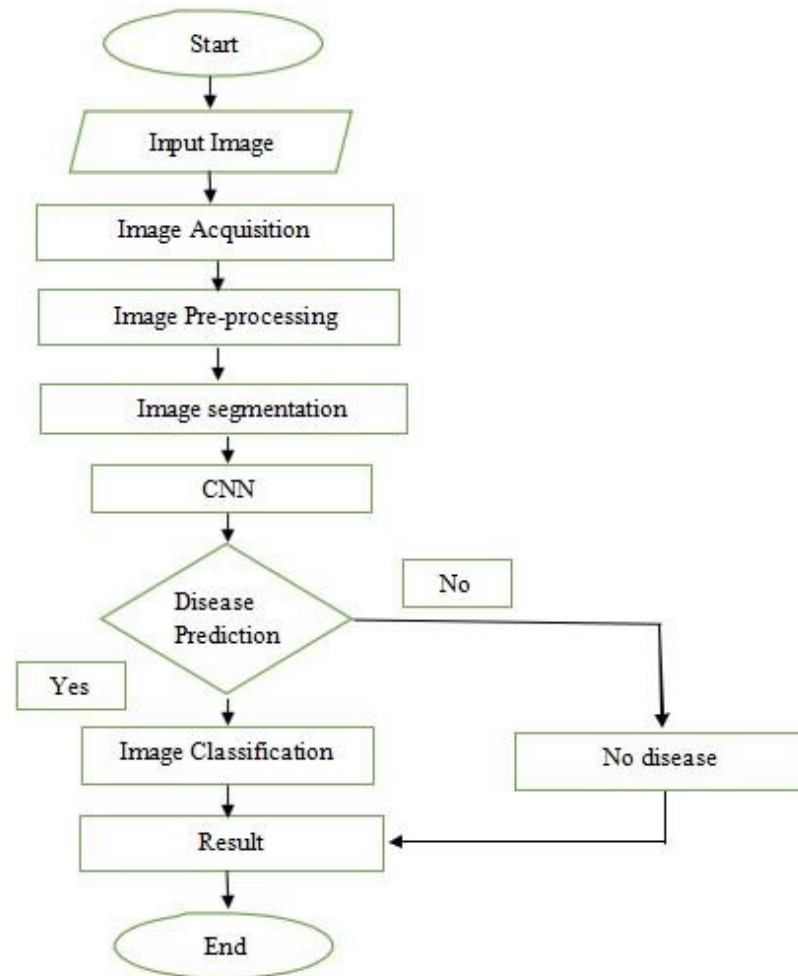 Start
Input Image
Image Acquisition
Image Pre-processing
Image segmentation
CNN
Disease
Prediction
No
Yes
Image Classification
No disease
Result
End